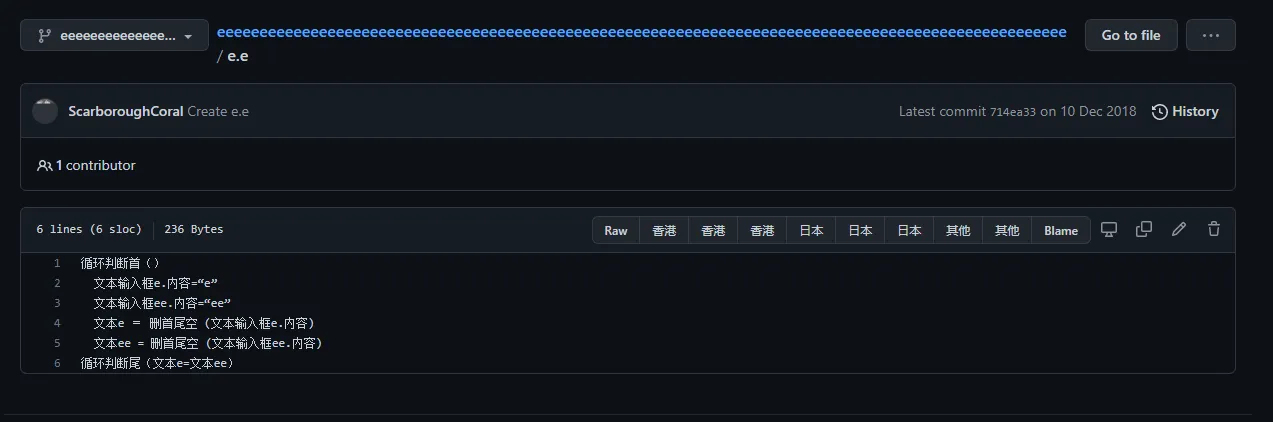 eeeeeeeeeeeeee...
/ e.e
Go to file
ScarboroughCoral Create e.e
Latest commit 714ea33 on 10 Dec 2018
History
1 contributor
6 lines (6 sloc)
236 Bytes
Raw
香港
香港
香港
日本
日本
日本
其他
其他
Blame
1 循环判断首（）
2 文本输入框e.内容=“e”
3 文本输入框ee.内容=“ee”
4 文本e ＝ 删首尾空 (文本输入框e.内容)
5 文本ee = 删首尾空 (文本输入框ee.内容)
6 循环判断尾（文本e=文本ee）